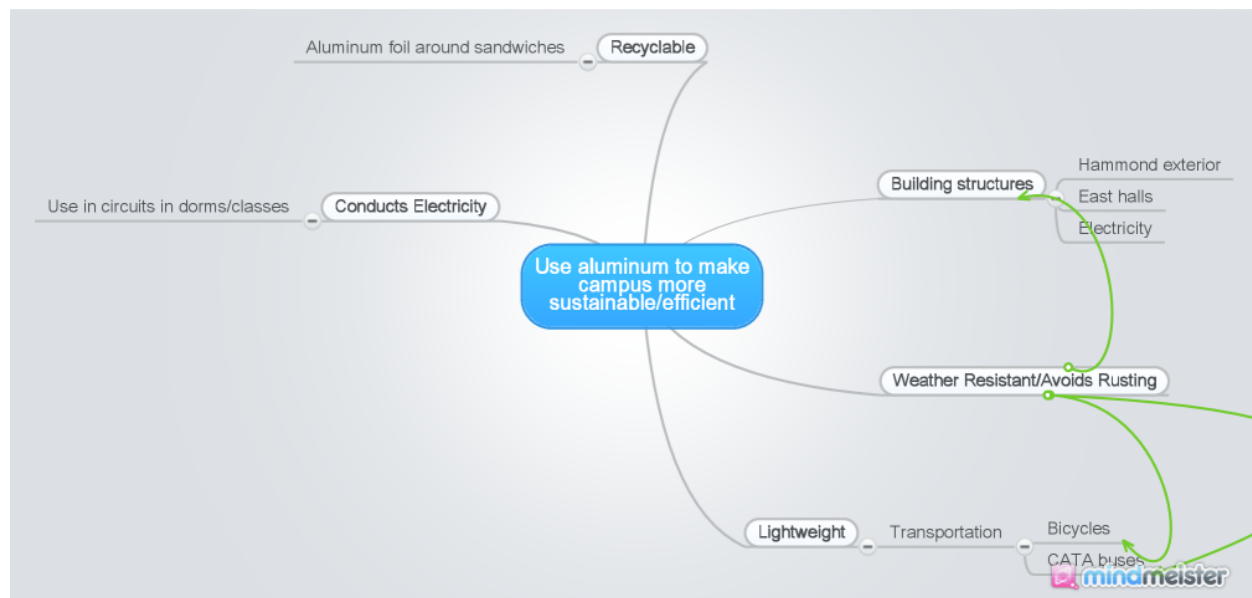 Aluminum foil around sandwiches
Recyclable
Use in circuits in dorms/classes
Conducts Electricity
Use aluminum to make
campus more
sustainable/efficient
Building structures
Hammond exterior
East halls
Electricity
Weather Resistant/Avoids Rusting
Lightweight
Transportation
Bicycles
CATA buses
mindmeister